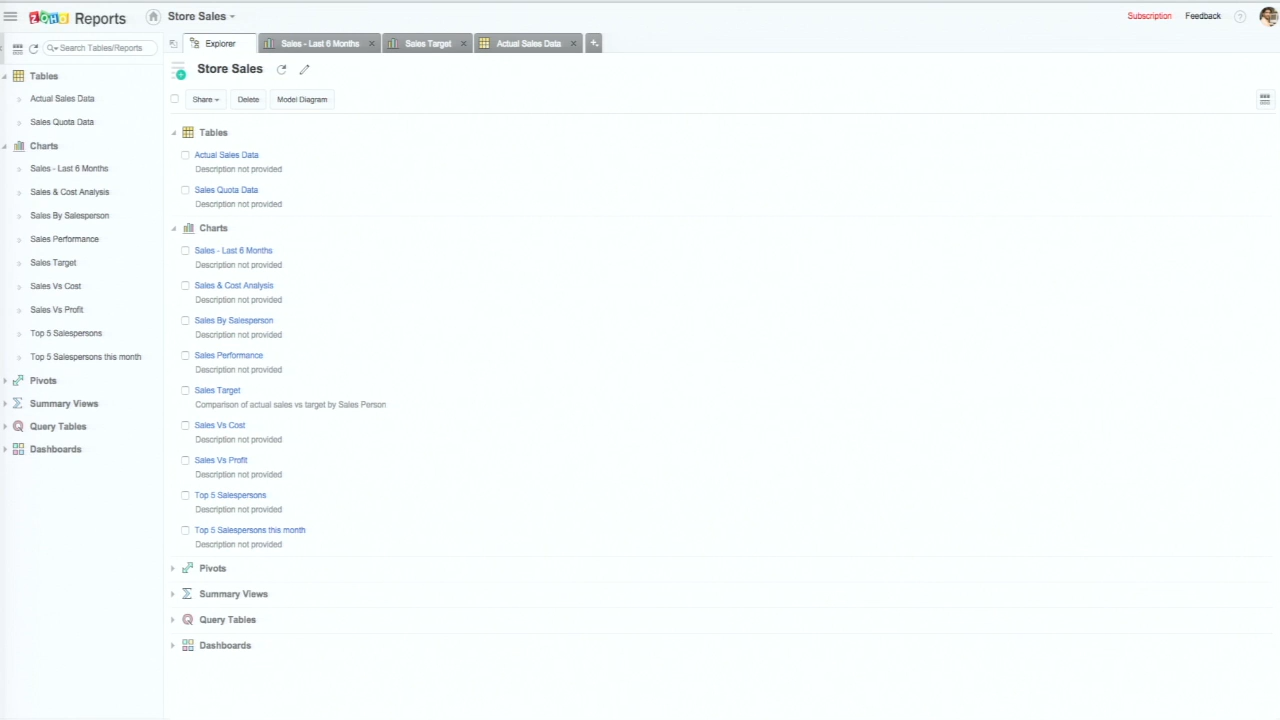 ZOHO Reports
Store Sales
Subscription
Feedback
?
Search Tables/Reports
Explorer
Sales - Last 6 Months
Sales Target
Actual Sales Data
Tables
Actual Sales Data
Sales Quota Data
Charts
Sales - Last 6 Months
Sales & Cost Analysis
Sales By Salesperson
Sales Performance
Sales Target
Sales Vs Cost
Sales Vs Profit
Top 5 Salespersons
Top 5 Salespersons this month
Pivots
Summary Views
Query Tables
Dashboards
Store Sales
Share
Delete
Model Diagram
Tables
Actual Sales Data
Description not provided
Sales Quota Data
Description not provided
Charts
Sales - Last 6 Months
Description not provided
Sales & Cost Analysis
Description not provided
Sales By Salesperson
Description not provided
Sales Performance
Description not provided
Sales Target
Comparison of actual sales vs target by Sales Person
Sales Vs Cost
Description not provided
Sales Vs Profit
Description not provided
Top 5 Salespersons
Description not provided
Top 5 Salespersons this month
Description not provided
Pivots
Summary Views
Query Tables
Dashboards